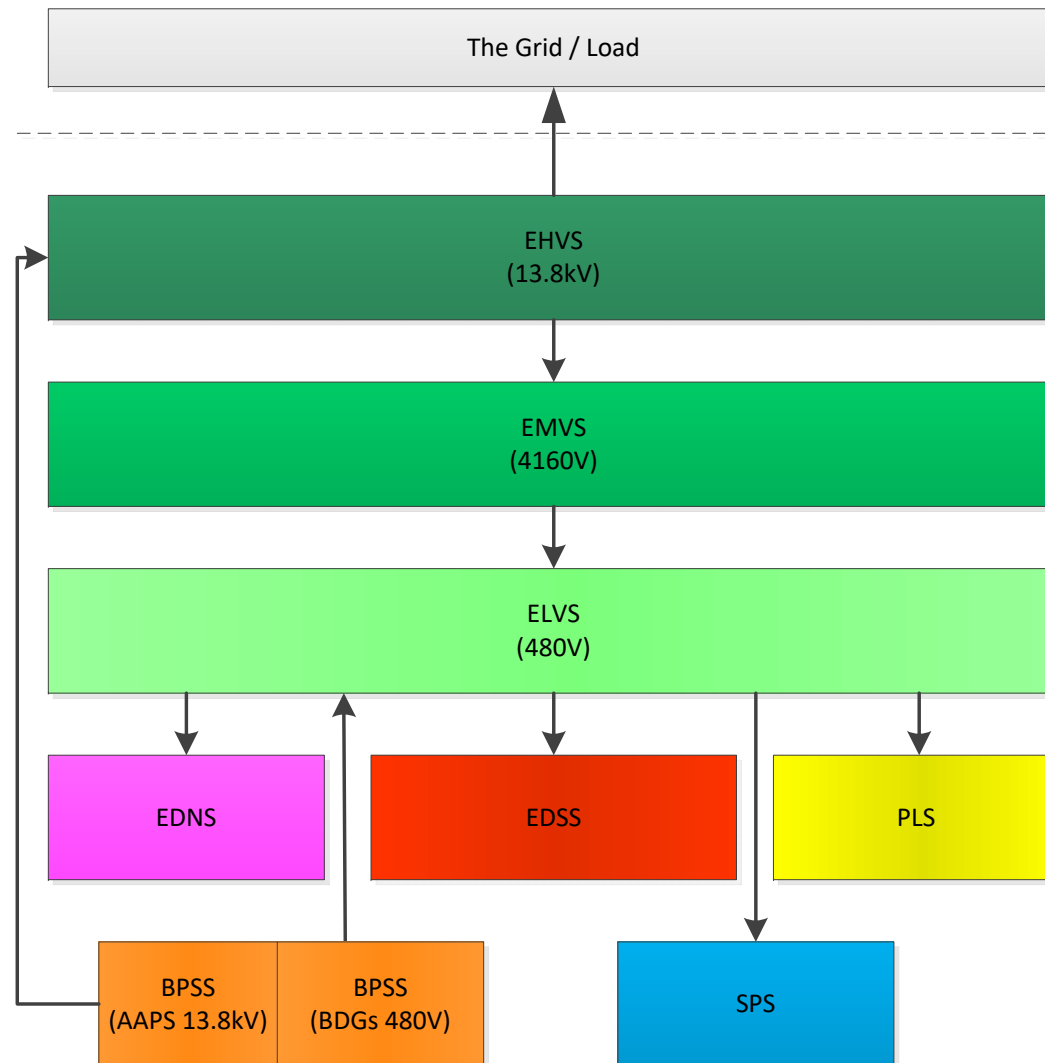 The Grid / Load
EHVS
(13.8kV)
EMVS
(4160V)
ELVS
(480V)
EDNS
EDSS
PLS
BPSS
(AAPS 13.8kV)
BPSS
(BDGs 480V)
SPS